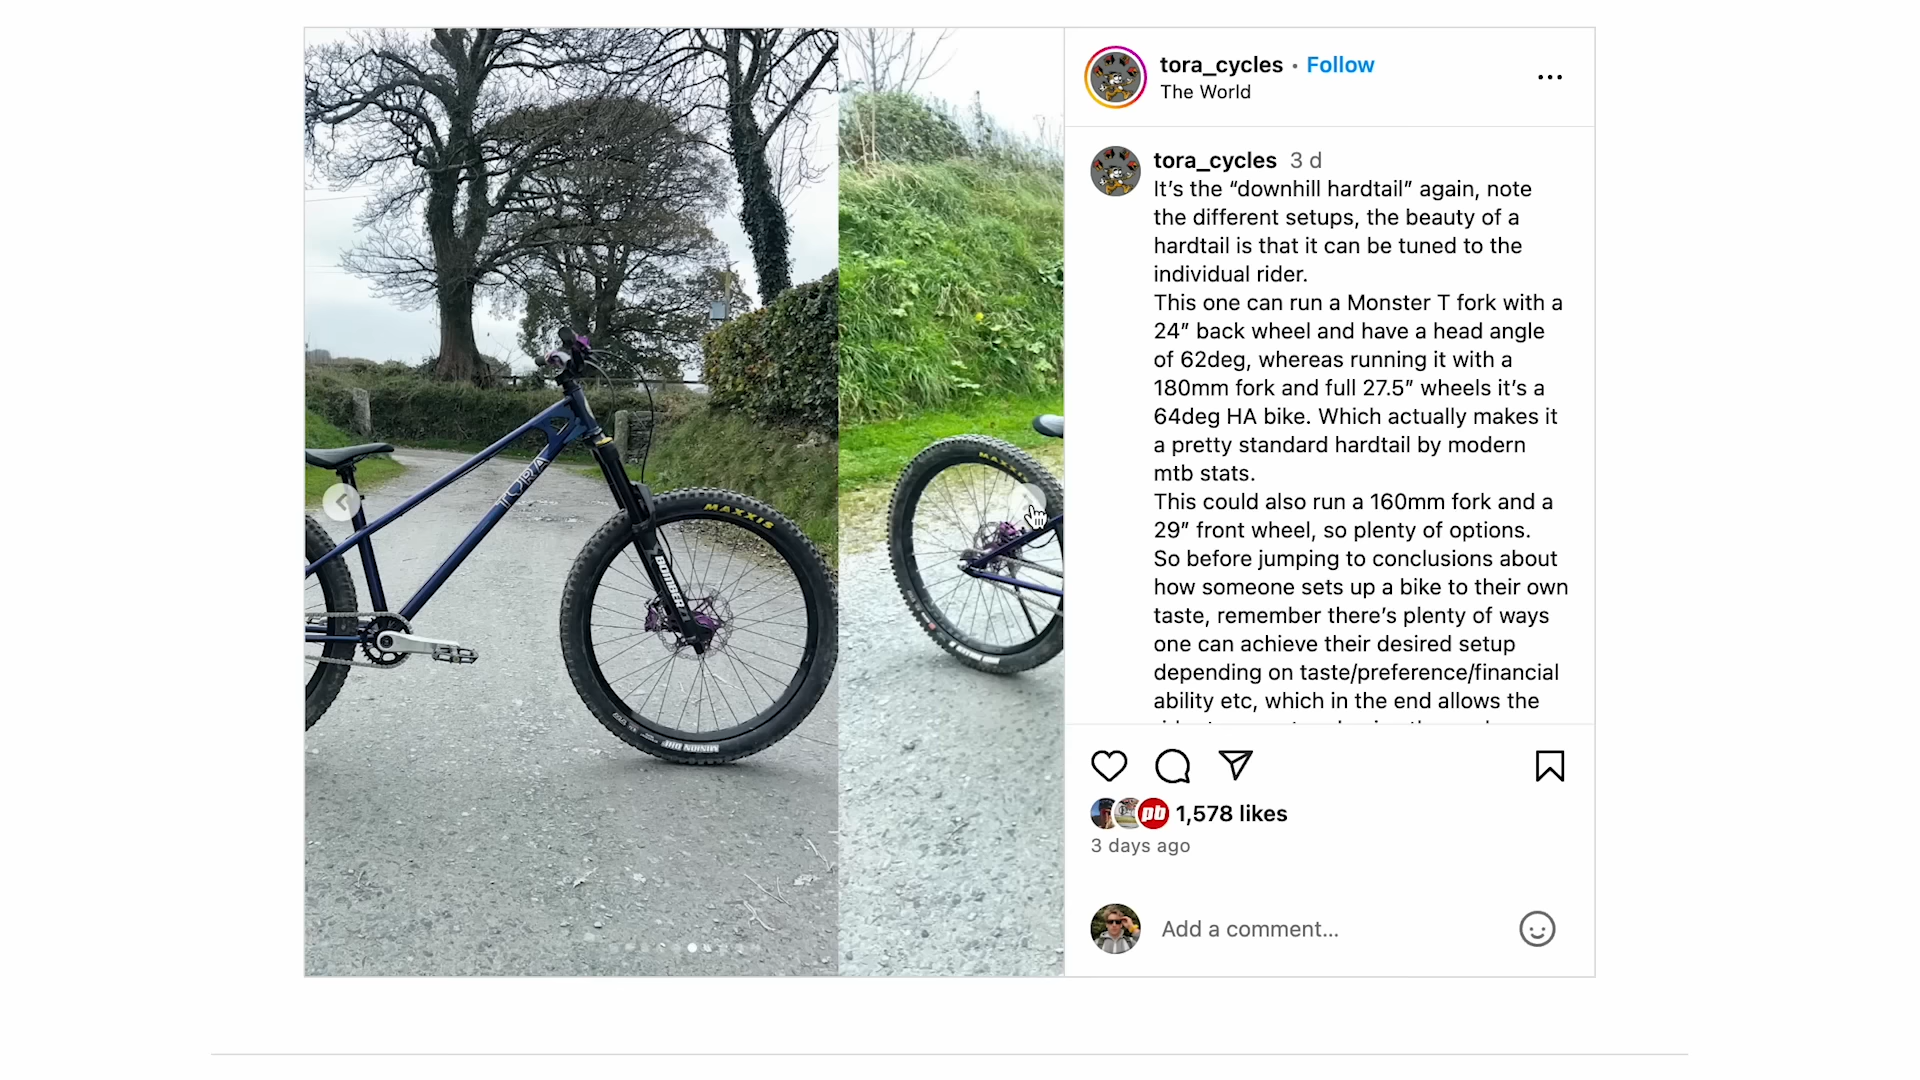 tora_cycles • Follow
The World
tora_cycles 3 d
It’s the “downhill hardtail” again, note
the different setups, the beauty of a
hardtail is that it can be tuned to the
individual rider.
This one can run a Monster T fork with a
24” back wheel and have a head angle
of 62deg, whereas running it with a
180mm fork and full 27.5” wheels it’s a
64deg HA bike. Which actually makes it
a pretty standard hardtail by modern
mtb stats.
This could also run a 160mm fork and a
29” front wheel, so plenty of options.
So before jumping to conclusions about
how someone sets up a bike to their own
taste, remember there’s plenty of ways
one can achieve their desired setup
depending on taste/preference/financial
ability etc, which in the end allows the
pb 1,578 likes
3 days ago
Add a comment...
TORA
MAXXIS
BOMBER
MINION DHF
MAXXIS